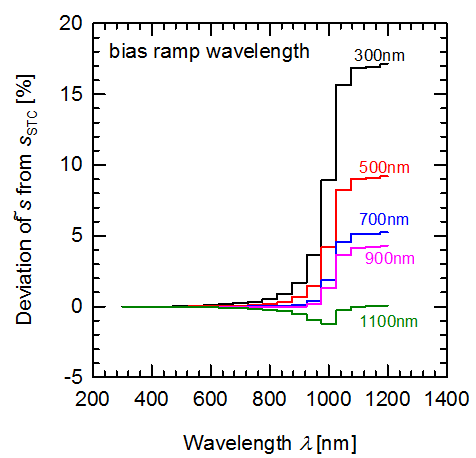 20
bias ramp wavelength
300nm
15
10
500nm
5
700nm
900nm
0
1100nm
-5
200 400 600 800 1000 1200 1400
Wavelength λ [nm]
Deviation of s̃ from sSTC [%]